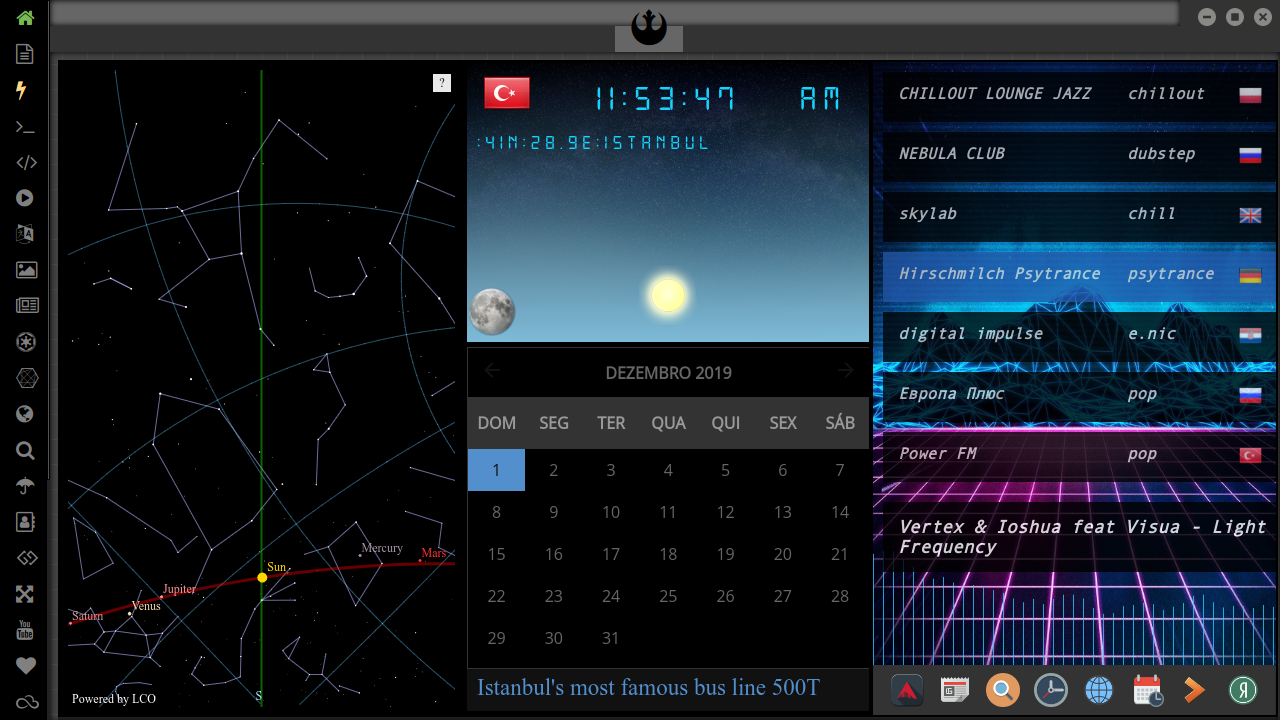 ?
Mercury
Mars
Sun
Jupiter
Venus
Saturn
S
Powered by LCO
11:53:47 AM
:41N:28.9E:ISTANBUL
DEZEMBRO 2019
DOM SEG TER QUA QUI SEX SÁB
1 2 3 4 5 6 7
8 9 10 11 12 13 14
15 16 17 18 19 20 21
22 23 24 25 26 27 28
29 30 31
Istanbul's most famous bus line 500T
CHILLOUT LOUNGE JAZZ chillout
NEBULA CLUB dubstep
skylab chill
Hirschmilch Psytrance psytrance
digital impulse e.nic
Европа Плюс pop
Power FM pop
Vertex & Ioshua feat Visua - Light
Frequency
You
Tube
Я